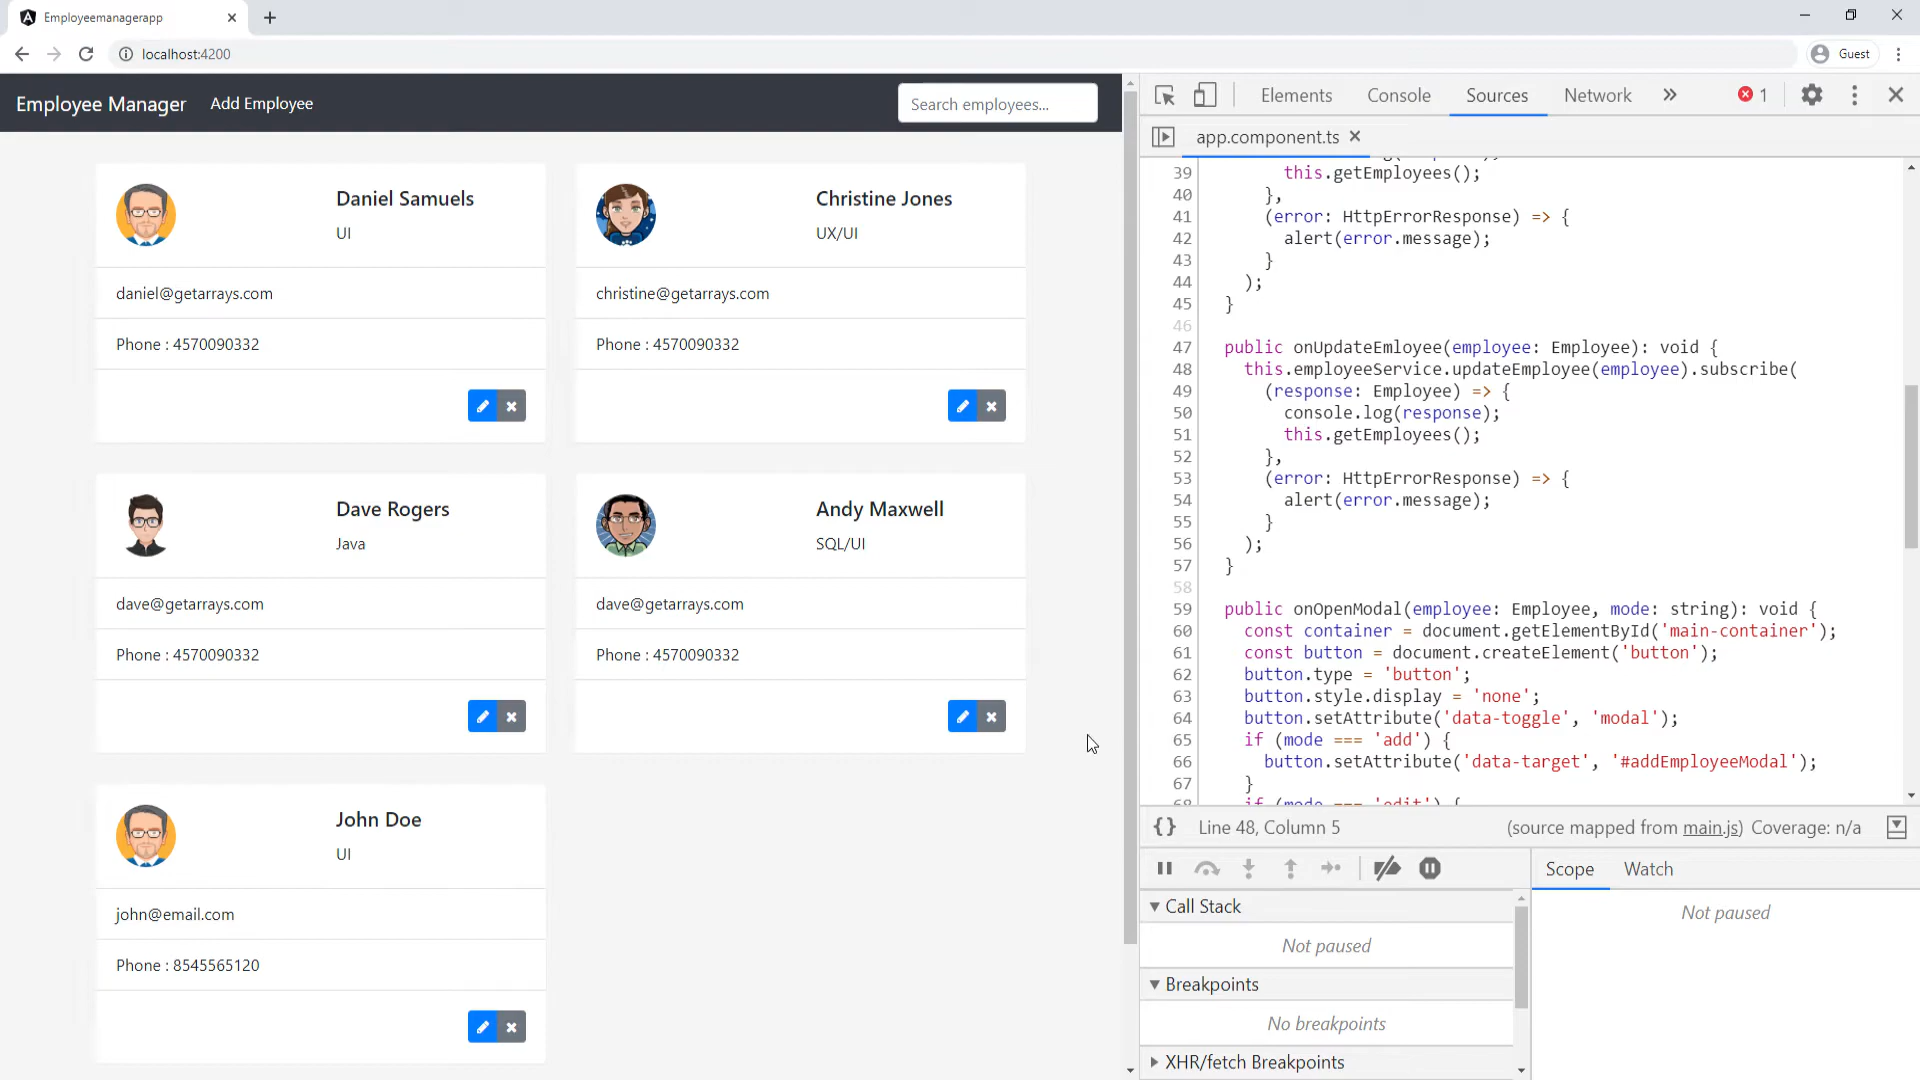 Employeemanagerapp
localhost:4200
Guest
Employee Manager
Add Employee
Search employees...
Daniel Samuels
UI
daniel@getarrays.com
Phone : 4570090332
Christine Jones
UX/UI
christine@getarrays.com
Phone : 4570090332
Dave Rogers
Java
dave@getarrays.com
Phone : 4570090332
Andy Maxwell
SQL/UI
dave@getarrays.com
Phone : 4570090332
John Doe
UI
john@email.com
Phone : 8545565120
Elements
Console
Sources
Network
1
app.component.ts
39 this.getEmployees();
40 },
41 (error: HttpErrorResponse) => {
42 alert(error.message);
43 }
44 );
45 }
46
47 public onUpdateEmloyee(employee: Employee): void {
48 this.employeeService.updateEmployee(employee).subscribe(
49 (response: Employee) => {
50 console.log(response);
51 this.getEmployees();
52 },
53 (error: HttpErrorResponse) => {
54 alert(error.message);
55 }
56 );
57 }
58
59 public onOpenModal(employee: Employee, mode: string): void {
60 const container = document.getElementById('main-container');
61 const button = document.createElement('button');
62 button.type = 'button';
63 button.style.display = 'none';
64 button.setAttribute('data-toggle', 'modal');
65 if (mode === 'add') {
66 button.setAttribute('data-target', '#addEmployeeModal');
67 }
68 if (mode === 'edit') {
{ } Line 48, Column 5
(source mapped from main.js) Coverage: n/a
Call Stack
Not paused
Breakpoints
No breakpoints
XHR/fetch Breakpoints
Scope
Watch
Not paused